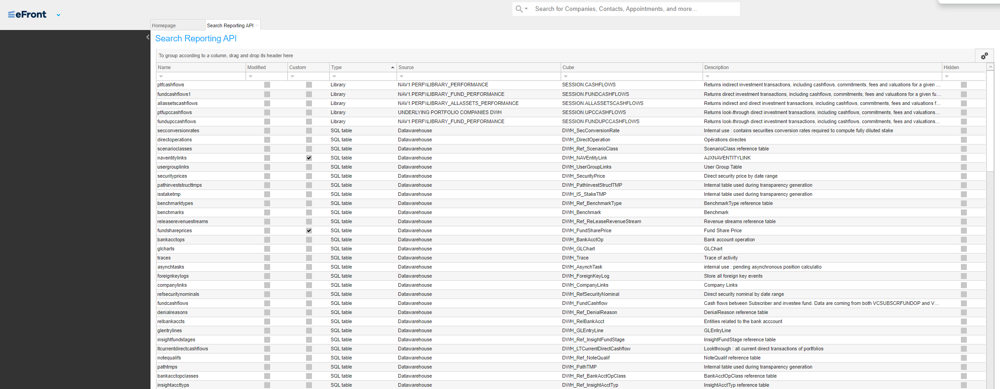 eFront
Search for Companies, Contacts, Appointments, and more...
Homepage Search Reporting API
Search Reporting API
To group according to a column, drag and drop its header here
Name Modified Custom Type Source Cube Description Hidden
ptfcashflows Library NAV1.PERF\\LIBRARY_PERFORMANCE SESSION.CASHFLOWS Returns indirect investment transactions, including cashflows, commitments, fees and valuations for a given ...
fundcashflows1 Library NAV1.PERF\\LIBRARY_FUND_PERFORMANCE SESSION.FUNDCASHFLOWS Returns direct investment transactions, including cashflows, commitments, fees and valuations for a given fu...
allassetscashflows Library NAV1.PERF\\LIBRARY_ALLASSETS_PERFORMANCE SESSION.ALLASSETSCASHFLOWS Returns indirect and direct investment transactions, including cashflows, commitments, fees and valuations f...
ptfupccashflows Library UNDERLYING PORTFOLIO COMPANIES DWH SESSION.UPCCASHFLOWS Returns look-through direct investment transactions, including cashflows, commitments, fees and valuations...
fundupccashflows Library NAV1.PERF\\LIBRARY_FUND_PERFORMANCE SESSION.FUNDUPCCASHFLOWS Returns look-through direct investment transactions, including cashflows, commitments, fees and valuations...
secconversionrates SQL table Datawarehouse DWH_SecConversionRate Internal use : contains securities conversion rates required to compute fully diluted stake
directoperations SQL table Datawarehouse DWH_DirectOperation Opérations directes
scenarioclasses SQL table Datawarehouse DWH_Ref_ScenarioClass ScenarioClass reference table
naventitylinks SQL table Datawarehouse DWH_NAVEntityLink AJXNAVENTITYLINK
usergrouplinks SQL table Datawarehouse DWH_UserGroupLinks User Group Table
securityprices SQL table Datawarehouse DWH_SecurityPrice Direct security price by date range
pathinveststructtmps SQL table Datawarehouse DWH_PathInvestStructTMP Internal table used during transparency generation
isstaketmp SQL table Datawarehouse DWH_IS_StakeTMP Internal table used during transparency generation
benchmarktypes SQL table Datawarehouse DWH_Ref_BenchmarkType BenchmarkType reference table
benchmarks SQL table Datawarehouse DWH_Benchmark Benchmark
releaserevenuestreams SQL table Datawarehouse DWH_Ref_ReLeaseRevenueStream Revenue streams reference table
fundshareprices SQL table Datawarehouse DWH_FundSharePrice Fund Share Price
bankacctops SQL table Datawarehouse DWH_BankAcctOp Bank account operation
glcharts SQL table Datawarehouse DWH_GLChart GLChart
traces SQL table Datawarehouse DWH_Trace Trace of activity
asynchtasks SQL table Datawarehouse DWH_AsynchTask internal use : pending asynchronous position calculatio
foreignkeylogs SQL table Datawarehouse DWH_ForeignKeyLog Store all foreign key events
companylinks SQL table Datawarehouse DWH_CompanyLinks Company Links
refsecuritynominals SQL table Datawarehouse DWH_RefSecurityNominal Direct security nominal by date range
fundcashflows SQL table Datawarehouse DWH_FundCashflow Cash flows between Subscriber and investee fund. Data are coming from both VCSUBSCRFUNDOP and V...
denialreasons SQL table Datawarehouse DWH_Ref_DenialReason DenialReason reference table
relbankaccts SQL table Datawarehouse DWH_RelBankAcct Entities related to the bank acccount
glentrylines SQL table Datawarehouse DWH_GLEntryLine GLEntryLine
insightfundstages SQL table Datawarehouse DWH_Ref_InsightFundStage InsightFundStage reference table
ltcurrentdirectcashflows SQL table Datawarehouse DWH_LTCurrentDirectCashflow Lookthrough : all current direct transactions of portfolios
notequalifs SQL table Datawarehouse DWH_Ref_NoteQualif NoteQualif reference table
pathtmps SQL table Datawarehouse DWH_PathTMP Internal table used during transparency generation
bankacctopclasses SQL table Datawarehouse DWH_Ref_BankAcctOpClass BankAcctOpClass reference table
insightaccttyps SQL table Datawarehouse DWH_Ref_InsightAcctTyp InsightAcctTyp reference table